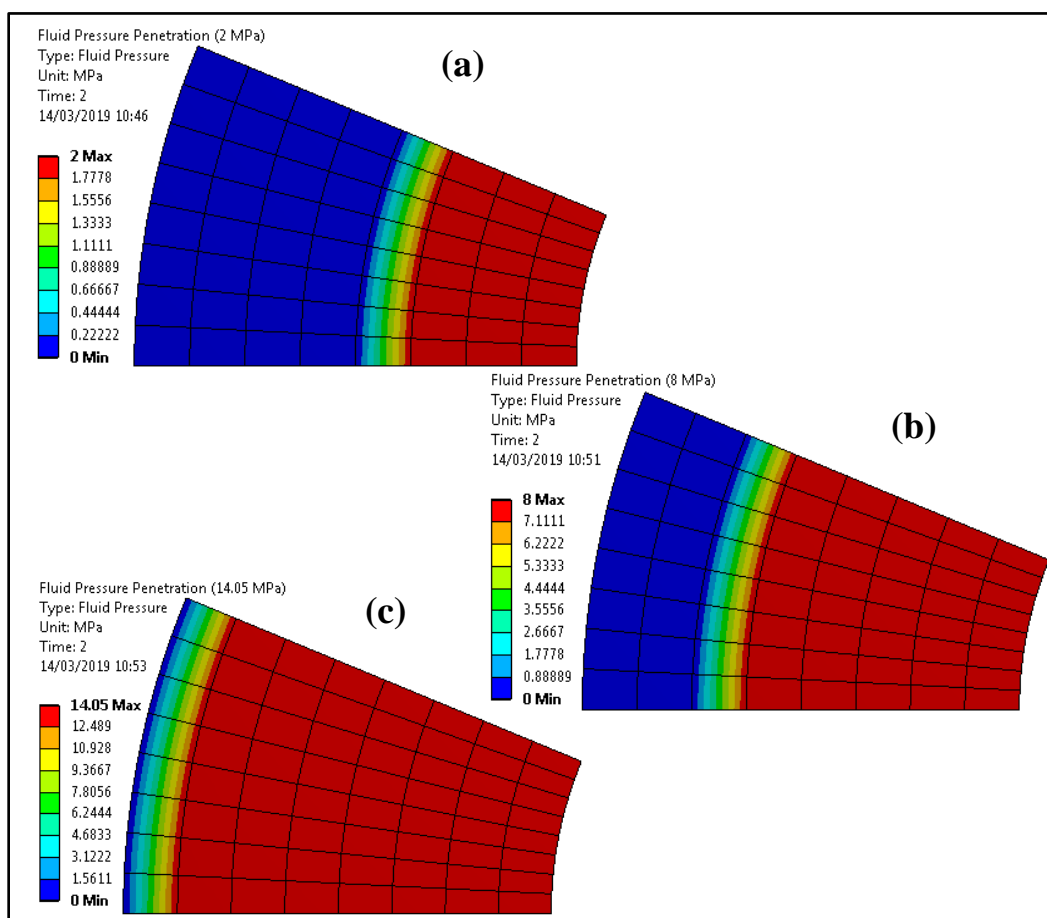 Fluid Pressure Penetration (2 MPa)
Type: Fluid Pressure
Unit: MPa
Time: 2
14/03/2019 10:46
(a)
2 Max
1.7778
1.5556
1.3333
1.1111
0.88889
0.66667
0.44444
0.22222
0 Min
Fluid Pressure Penetration (8 MPa)
Type: Fluid Pressure
Unit: MPa
Time: 2
14/03/2019 10:51
(b)
8 Max
7.1111
6.2222
5.3333
4.4444
3.5556
2.6667
1.7778
0.88889
0 Min
Fluid Pressure Penetration (14.05 MPa)
Type: Fluid Pressure
Unit: MPa
Time: 2
14/03/2019 10:53
(c)
14.05 Max
12.489
10.928
9.3667
7.8056
6.2444
4.6833
3.1222
1.5611
0 Min